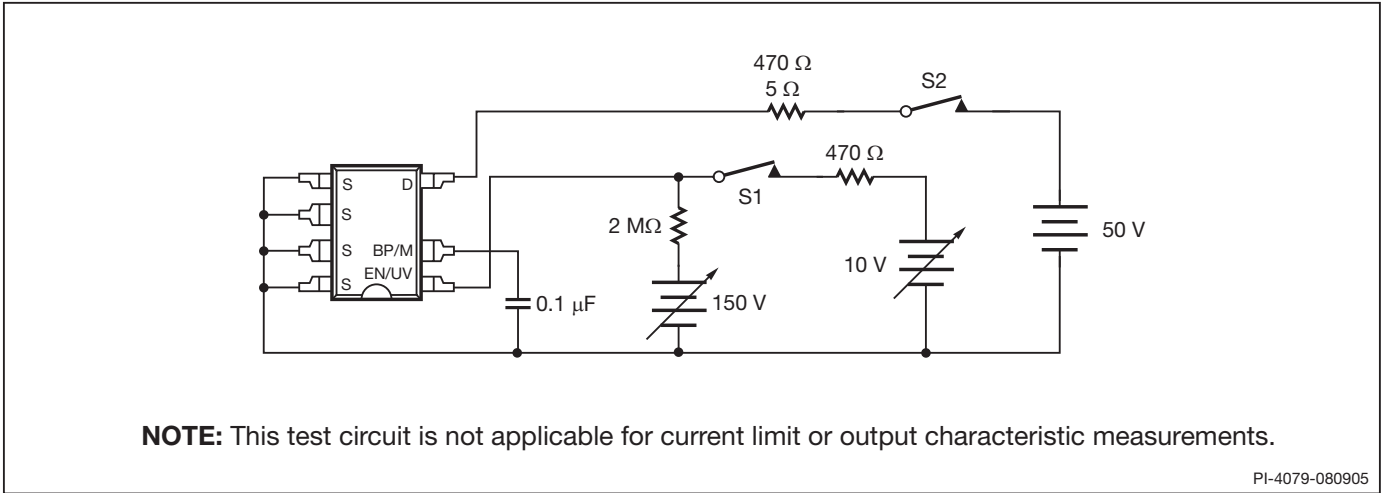 470 Ω
5 Ω
S2
470 Ω
S
D
S
S1
2 MΩ
50 V
S
BP/M
10 V
EN/UV
S
0.1 μF
150 V
NOTE: This test circuit is not applicable for current limit or output characteristic measurements.
PI-4079-080905